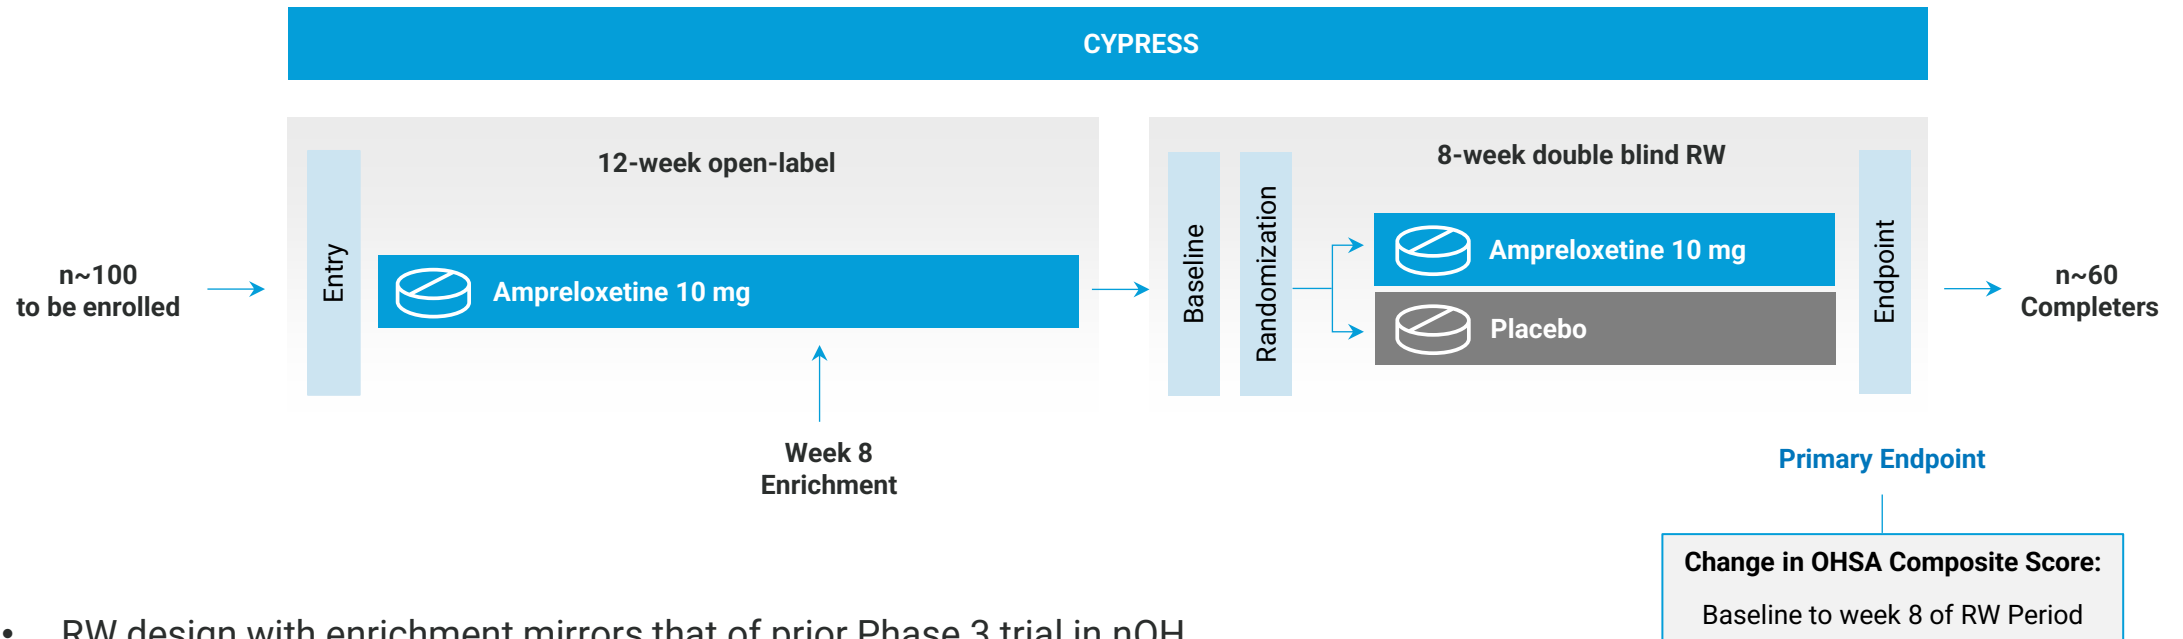 CYPRESS
12-week open-label
8-week double blind RW
n~100
to be enrolled
Entry
Ampreloxetine 10 mg
Week 8
Enrichment
Baseline
Randomization
Ampreloxetine 10 mg
Placebo
Endpoint
n~60
Completers
Primary Endpoint
Change in OHSA Composite Score:
Baseline to week 8 of RW Period
• RW design with enrichment mirrors that of prior Phase 3 trial in nOH